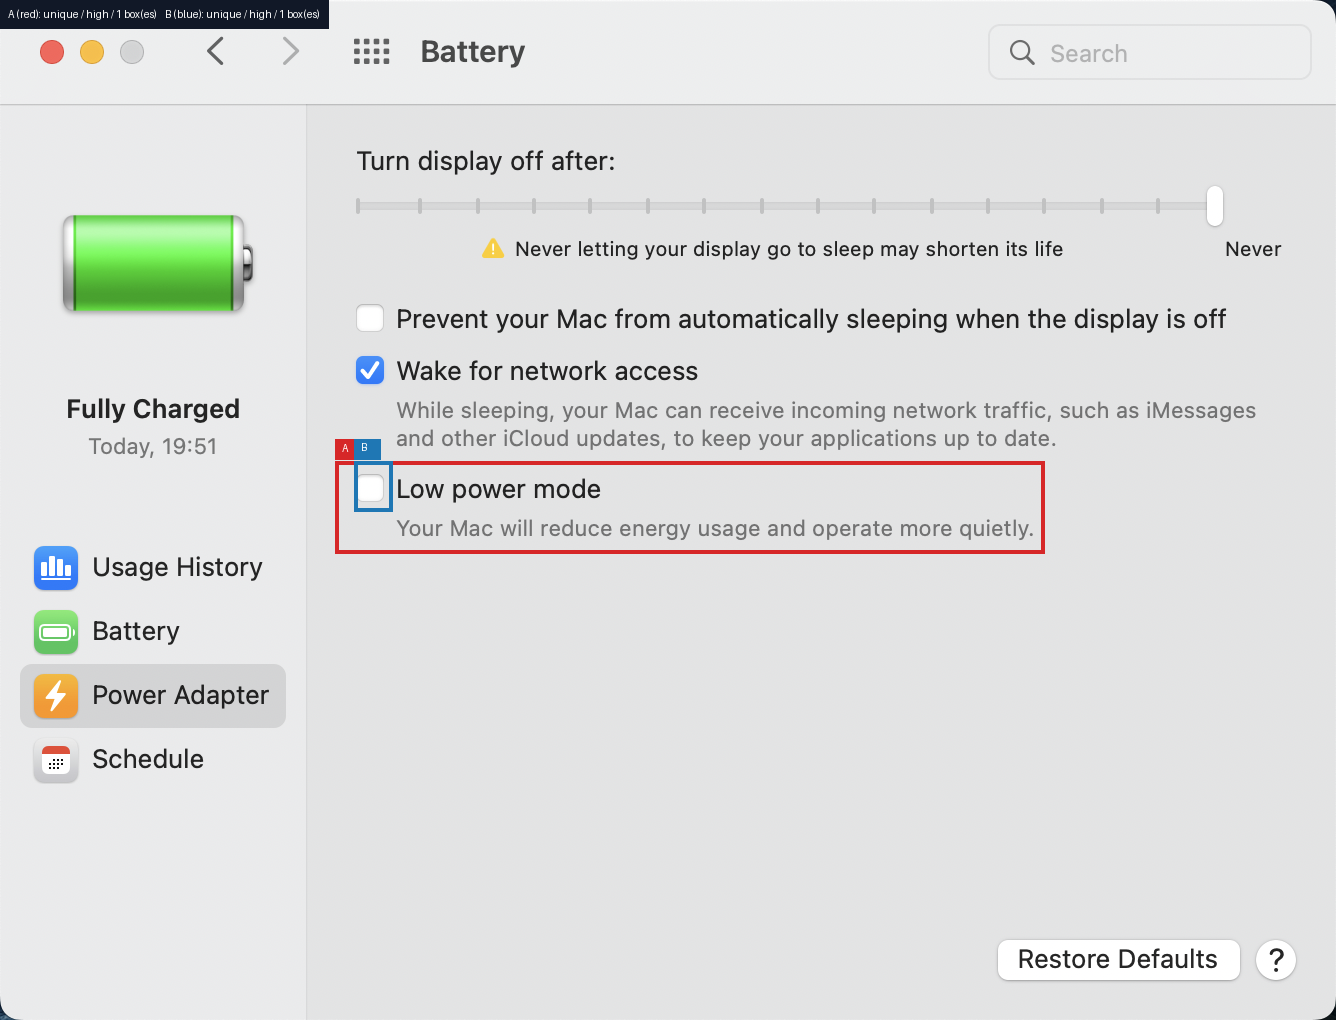 A (red): unique / high / 1 box(es) B (blue): unique / high / 1 box(es)
Battery
Search
Turn display off after:
Never letting your display go to sleep may shorten its life
Never
Prevent your Mac from automatically sleeping when the display is off
Wake for network access
While sleeping, your Mac can receive incoming network traffic, such as iMessages
and other iCloud updates, to keep your applications up to date.
A B
Low power mode
Your Mac will reduce energy usage and operate more quietly.
Fully Charged
Today, 19:51
Usage History
Battery
Power Adapter
Schedule
Restore Defaults
?